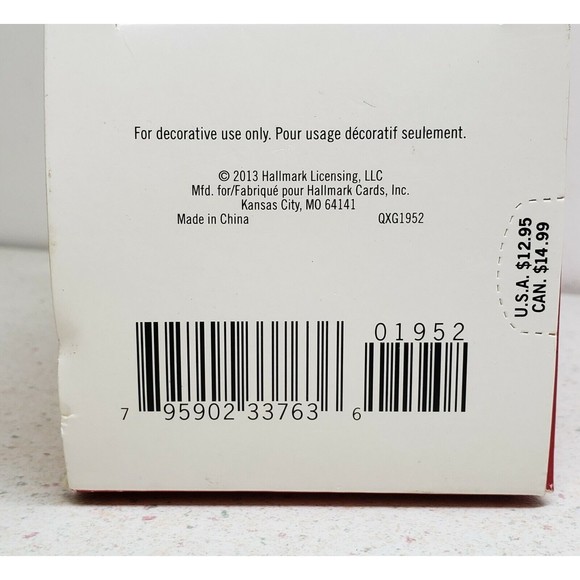 For decorative use only. Pour usage décoratif seulement.
© 2013 Hallmark Licensing, LLC
Mfd. for/Fabriqué pour Hallmark Cards, Inc.
Kansas City, MO 64141
Made in China QXG1952
U.S.A. $12.95
CAN. $14.99
01952
7 95902 33763 6